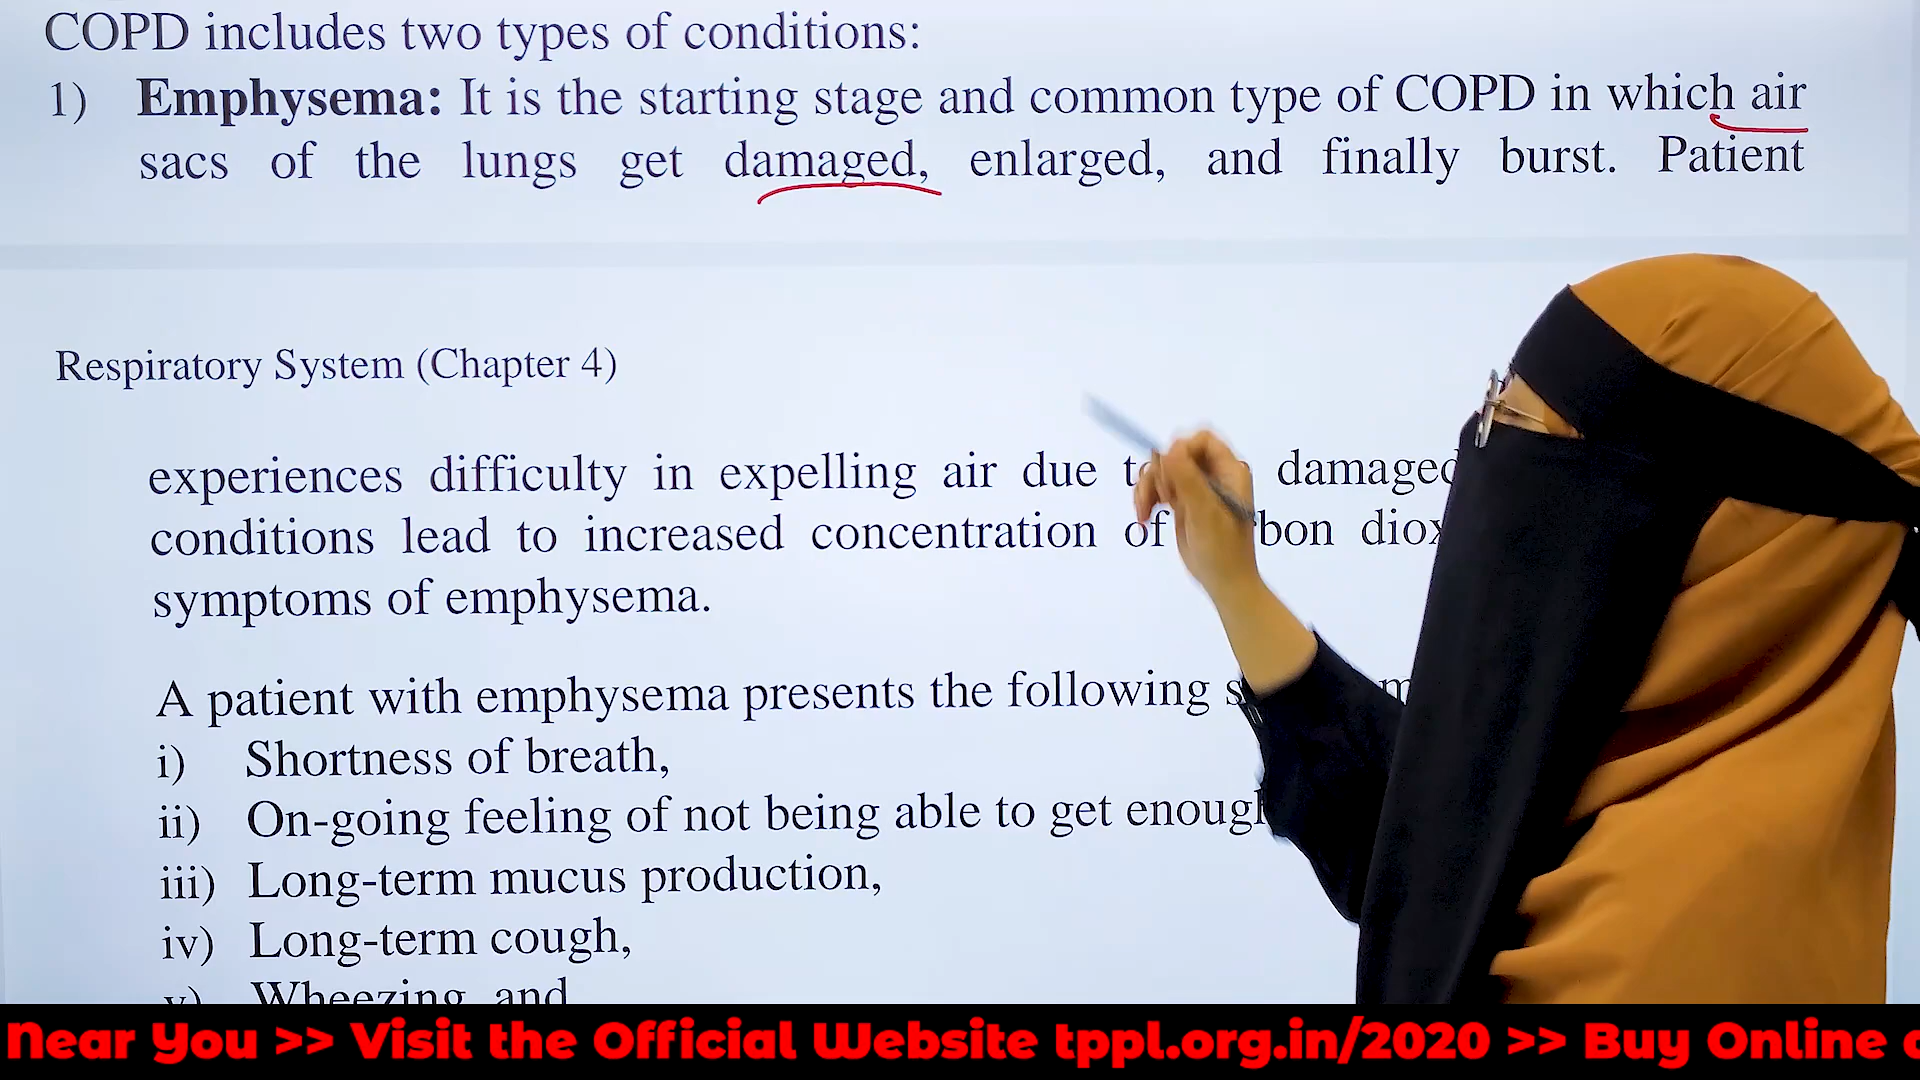 COPD includes two types of conditions:
1) Emphysema: It is the starting stage and common type of COPD in which air
sacs of the lungs get damaged, enlarged, and finally burst. Patient
Respiratory System (Chapter 4)
experiences difficulty in expelling air due damaged
conditions lead to increased concentration of
symptoms of emphysema.
A patient with emphysema presents the following
i) Shortness of breath,
ii) On-going feeling of not being able to get
iii) Long-term mucus production,
iv) Long-term cough,
v) Wheezing, and
Near You >> Visit the Official Website tppl.org.in/2020 >> Buy Online